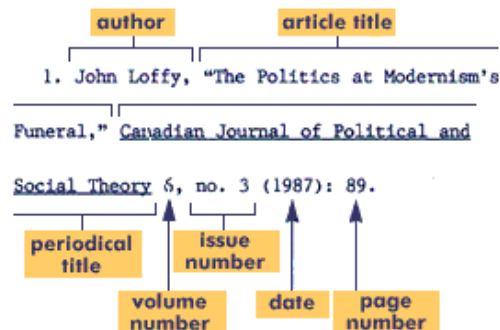 author article title
1. John Loffy, “The Politics at Modernism's
Funeral,” Canadian Journal of Political and
Social Theory 6, no. 3 (1987): 89.
periodical title
issue number
volume number
date
page number